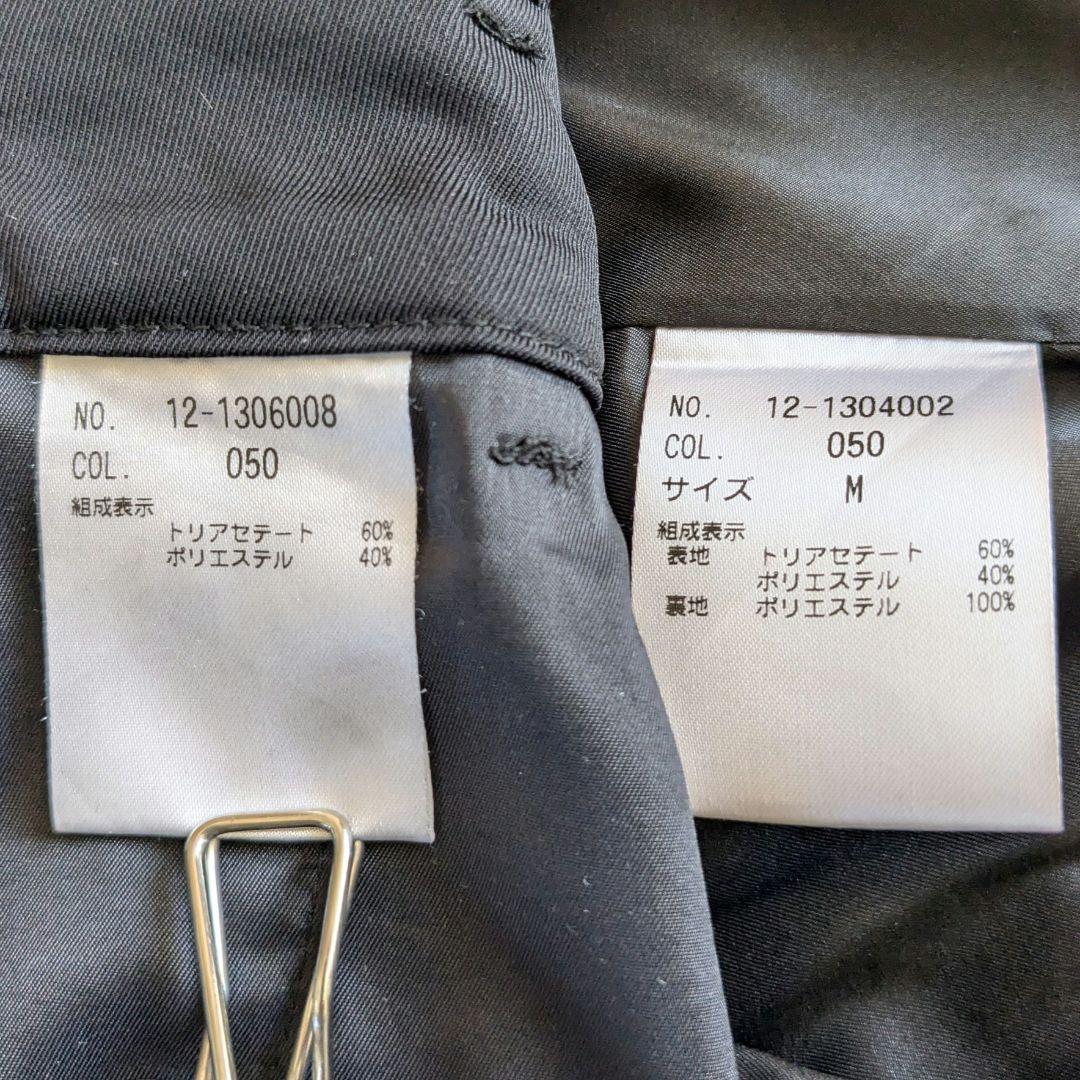 NO. 12-1306008
COL. 050
組成表示
トリアセテート 60%
ポリエステル 40%
NO. 12-1304002
COL. 050
サイズ M
組成表示
表地 トリアセテート 60%
ポリエステル 40%
裏地 ポリエステル 100%